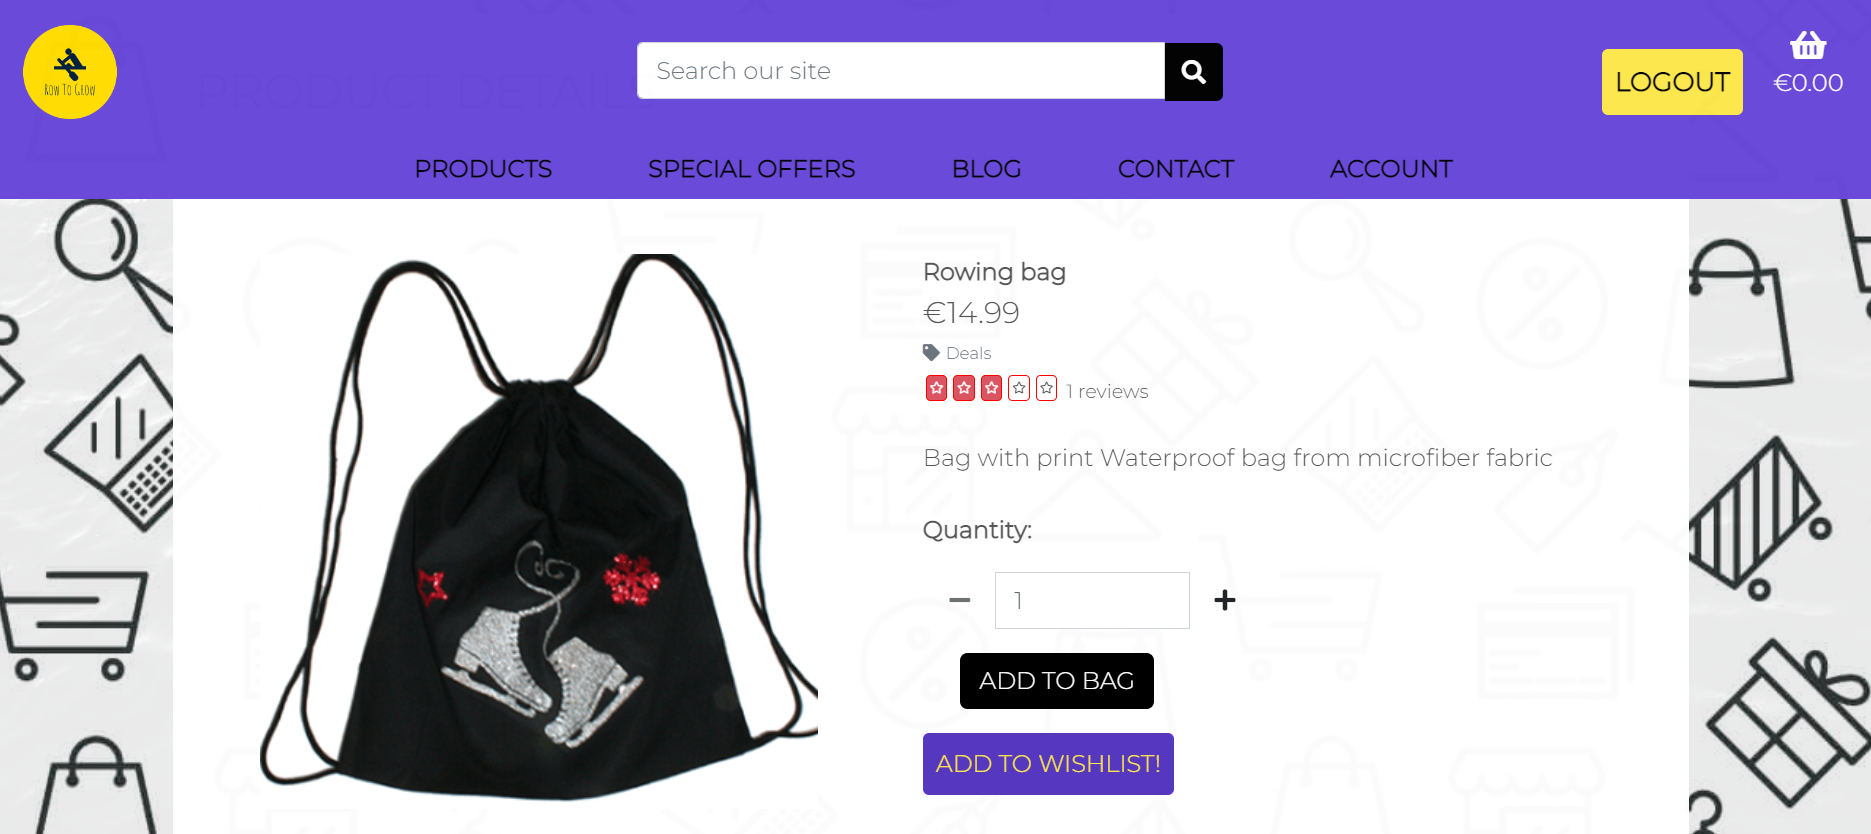 ROW TO GROW
Search our site
LOGOUT
€0.00
PRODUCT DETAILS
PRODUCTS SPECIAL OFFERS BLOG CONTACT ACCOUNT
Rowing bag
€14.99
Deals
1 reviews
Bag with print Waterproof bag from microfiber fabric
Quantity:
1
ADD TO BAG
ADD TO WISHLIST!